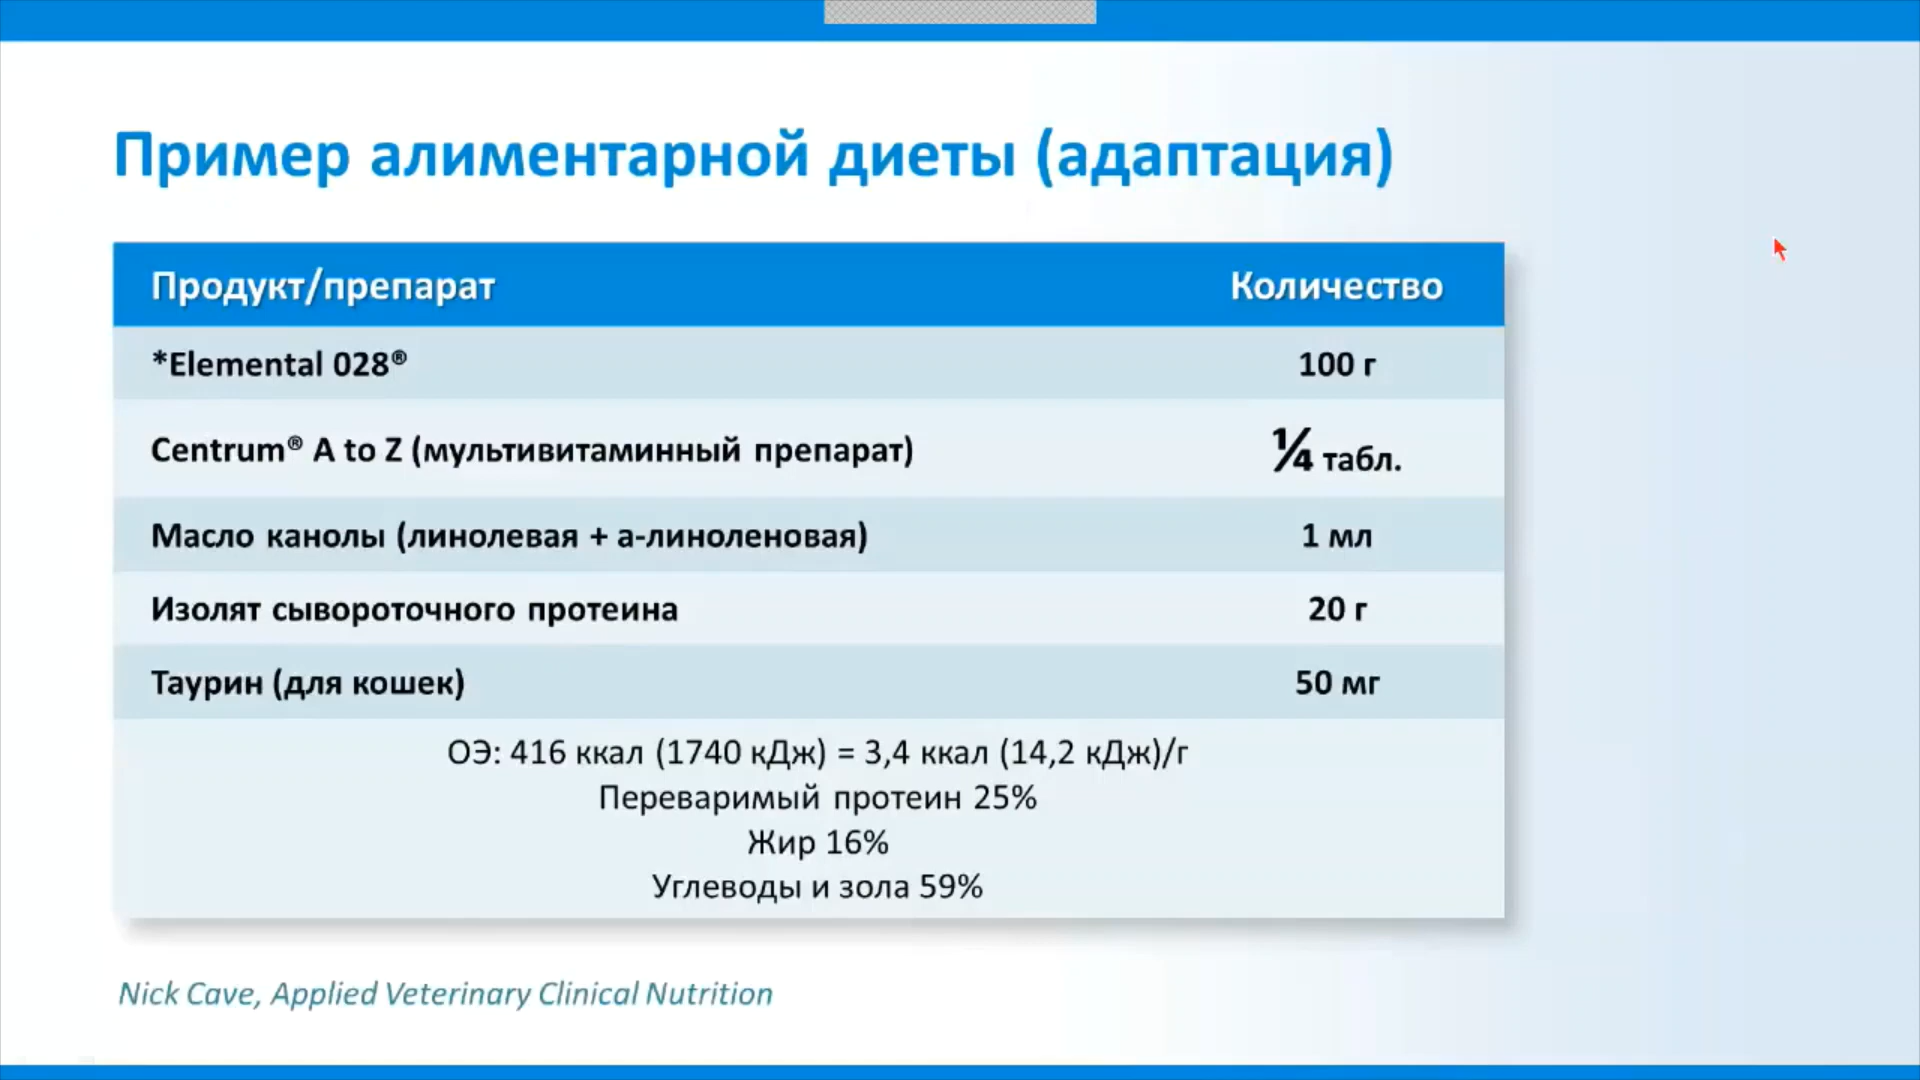 Пример алиментарной диеты (адаптация)
Продукт/препарат Количество
*Elemental 028® 100 г
Centrum® A to Z (мультивитаминный препарат) ¼ табл.
Масло канолы (линолевая + а-линоленовая) 1 мл
Изолят сывороточного протеина 20 г
Таурин (для кошек) 50 мг
ОЭ: 416 ккал (1740 кДж) = 3,4 ккал (14,2 кДж)/г
Переваримый протеин 25%
Жир 16%
Углеводы и зола 59%
Nick Cave, Applied Veterinary Clinical Nutrition